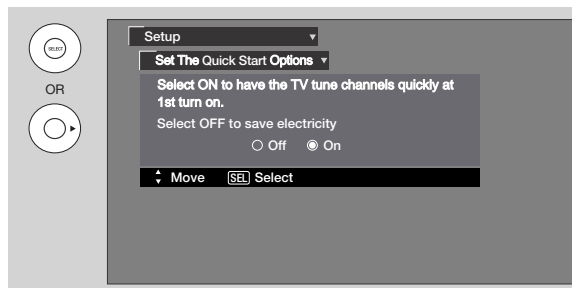 SELECT
OR
Setup
Set The Quick Start Options
Select ON to have the TV tune channels quickly at
1st turn on.
Select OFF to save electricity
Off On
Move SEL Select